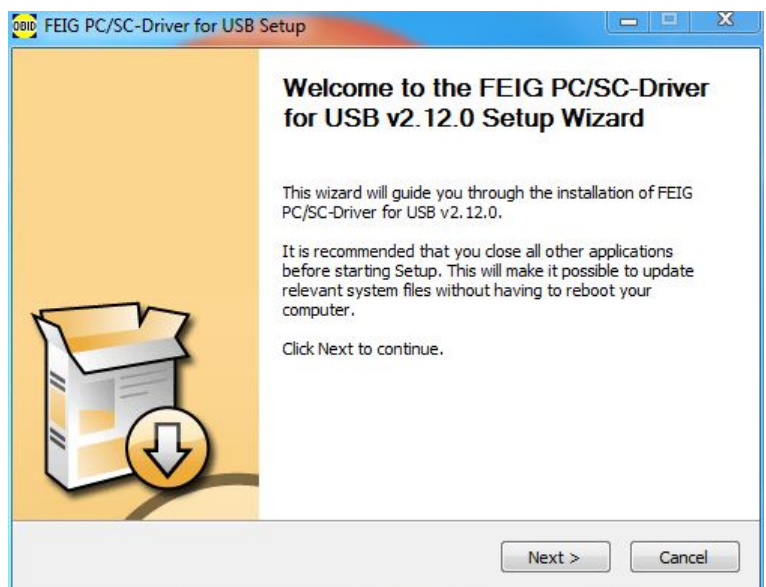 OBID FEIG PC/SC-Driver for USB Setup
X
Welcome to the FEIG PC/SC-Driver
for USB v2.12.0 Setup Wizard
This wizard will guide you through the installation of FEIG
PC/SC-Driver for USB v2.12.0.
It is recommended that you close all other applications
before starting Setup. This will make it possible to update
relevant system files without having to reboot your
computer.
Click Next to continue.
Next > Cancel